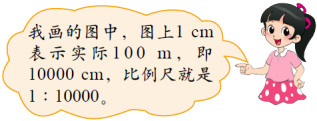 我画的图中，图上1 cm
表示实际100 m，即
10000 cm，比例尺就是
1∶10000。